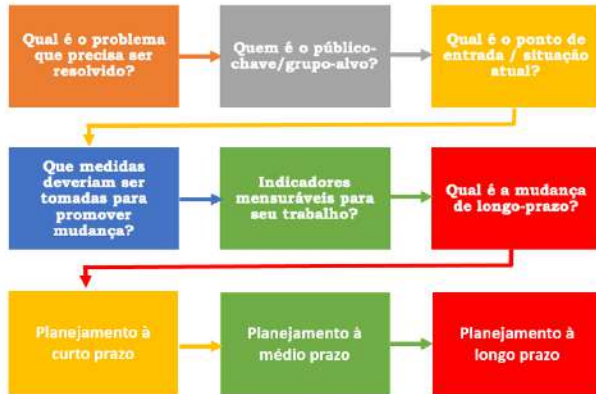 Qual é o problema
que precisa ser
resolvido?
Quem é o público-
chave/grupo-alvo?
Qual é o ponto de
entrada / situação
atual?
Que medidas
deveriam ser
tomadas para
promover
mudança?
Indicadores
mensuráveis para
seu trabalho?
Qual é a mudança
de longo-prazo?
Planejamento à
curto prazo
Planejamento à
médio prazo
Planejamento à
longo prazo